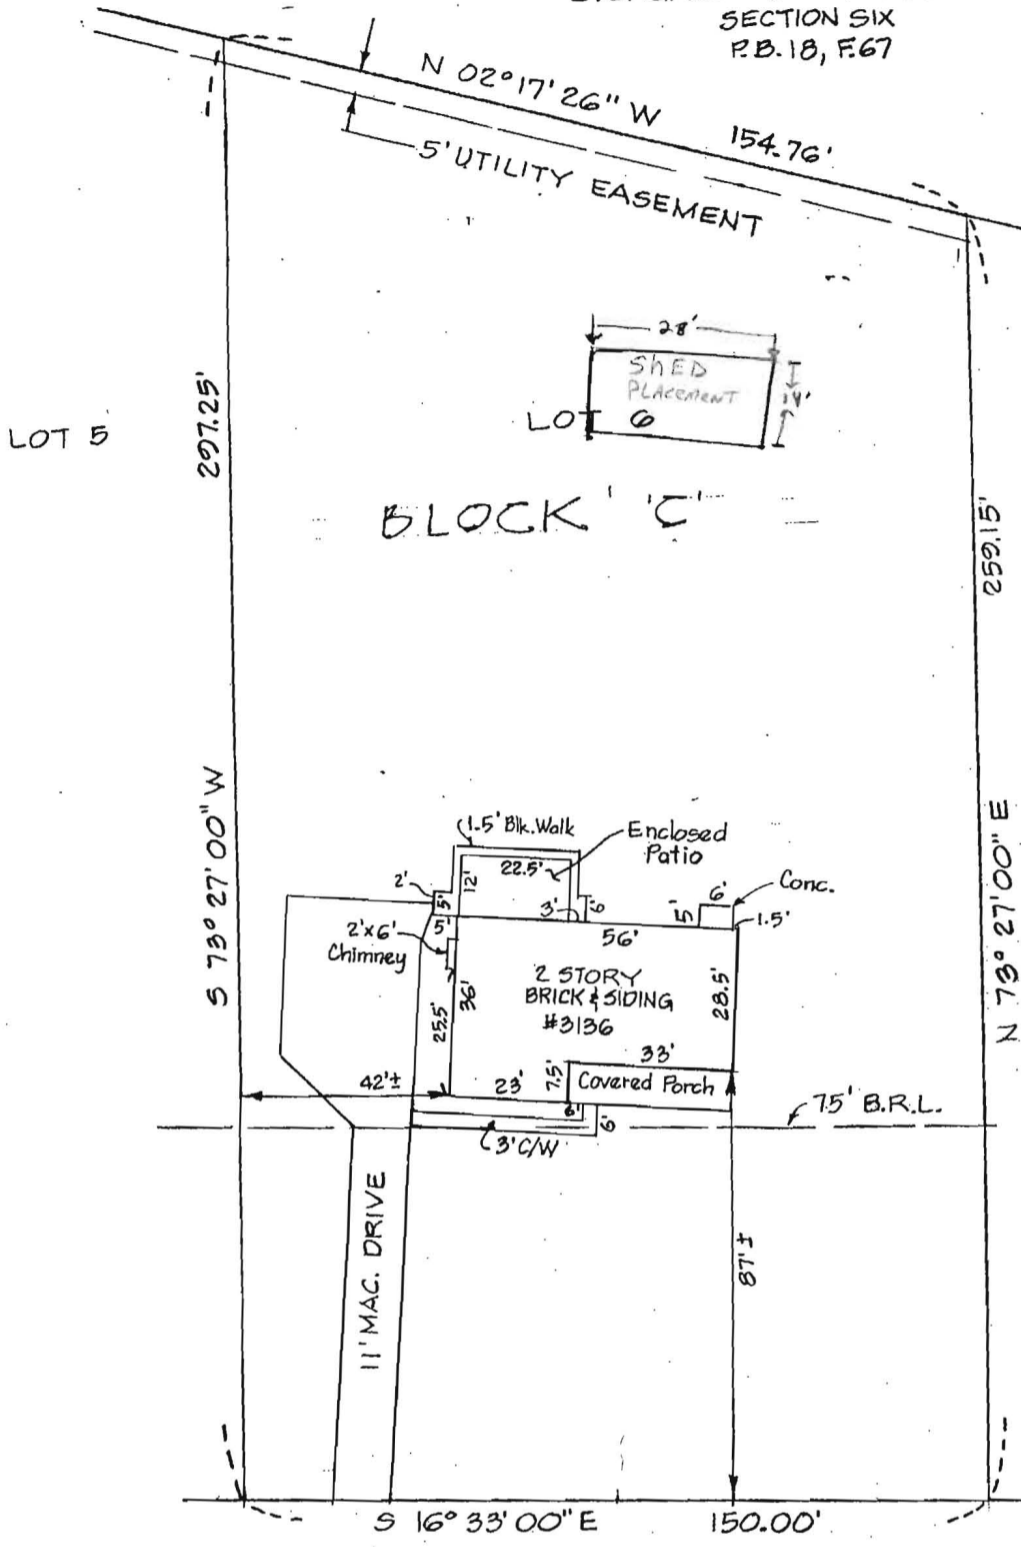 SECTION SIX
P.B. 18, F. 67
N 02° 17' 26" W 154.76'
5' UTILITY EASEMENT
28'
SHED
PLACEMENT
14'
LOT 6
LOT 5
297.25'
BLOCK 'C'
259.15'
S 73° 27' 00" W
N 73° 27' 00" E
1.5' Blk. Walk
Enclosed
Patio
22.5'
12'
2'
5'
5'
3'
6'
6'
5'
Conc.
1.5'
56'
2'x6'
Chimney
2 STORY
BRICK & SIDING
#3136
36'
25.5'
28.5'
33'
7.5'
Covered Porch
42'±
23'
6'
6'
3' C/W
75' B.R.L.
11' MAC. DRIVE
87'±
S 16° 33' 00" E 150.00'